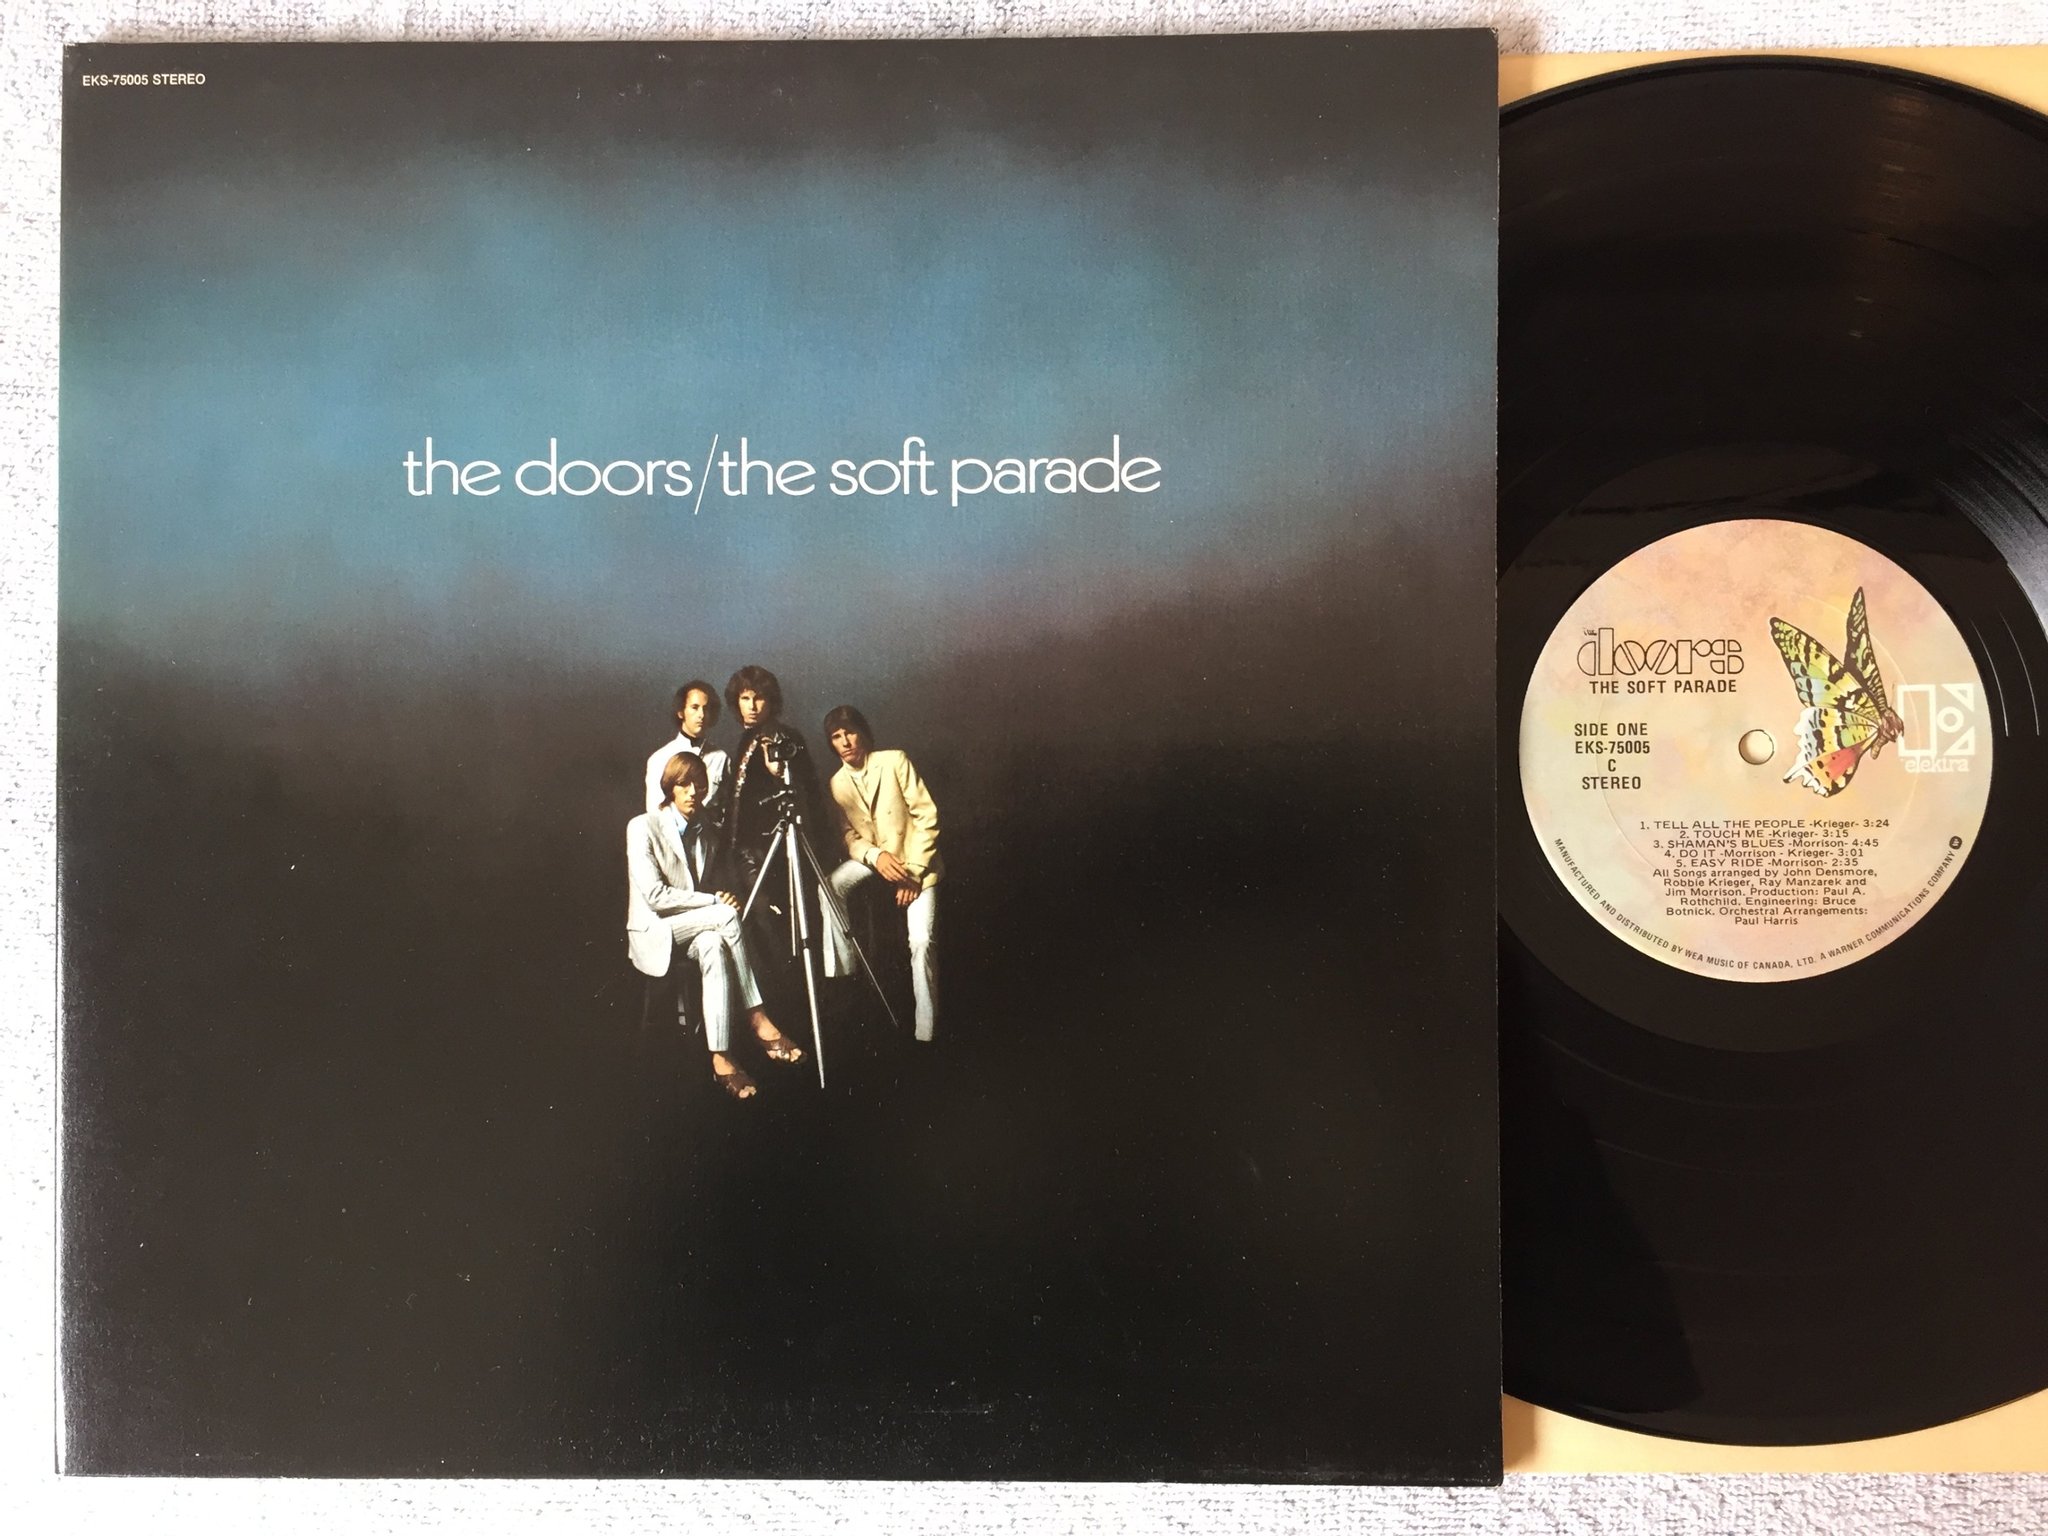 EKS-75005 STEREO
the doors/the soft parade
THE DOORS
THE SOFT PARADE
SIDE ONE
EKS-75005
C
STEREO
elektra
1. TELL ALL THE PEOPLE -Krieger- 3:24
2. TOUCH ME -Krieger- 3:15
3. SHAMAN'S BLUES -Morrison- 4:45
4. DO IT -Morrison - Krieger- 3:01
5. EASY RIDE -Morrison- 2:35
All Songs arranged by John Densmore,
Robbie Krieger, Ray Manzarek and
Jim Morrison. Production: Paul A.
Rothchild. Engineering: Bruce
Botnick. Orchestral Arrangements:
Paul Harris
MANUFACTURED AND DISTRIBUTED BY WEA MUSIC OF CANADA, LTD. A WARNER COMMUNICATIONS COMPANY